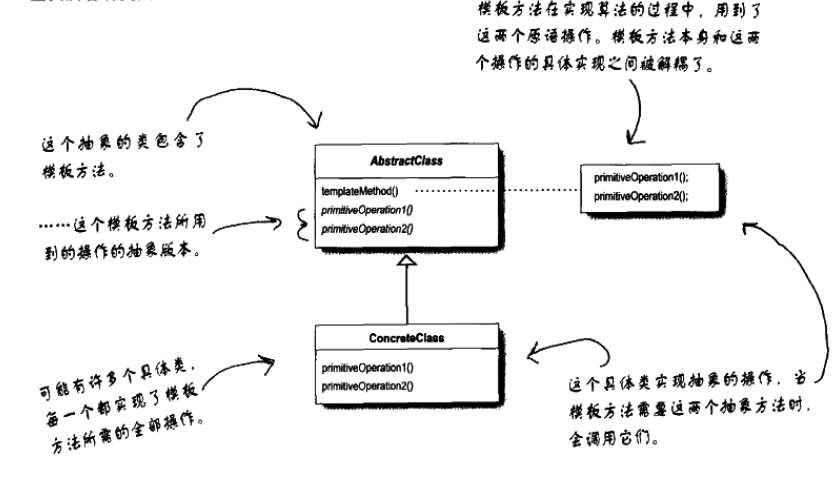 模板方法在实现算法的过程中，用到了
这两个原语操作。模板方法本身和这两
个操作的具体实现之间被解耦了。
这个抽象的类包含了
模板方法。
AbstractClass
templateMethod()
primitiveOperation1()
primitiveOperation2()
primitiveOperation1();
primitiveOperation2();
……这个模板方法所用
到的操作的抽象版本。
ConcreteClass
primitiveOperation1()
primitiveOperation2()
可能有许多个具体类，
每一个都实现了模板
方法所需的全部操作。
这个具体类实现抽象的操作，当
模板方法需要这两个抽象方法时，
会调用它们。